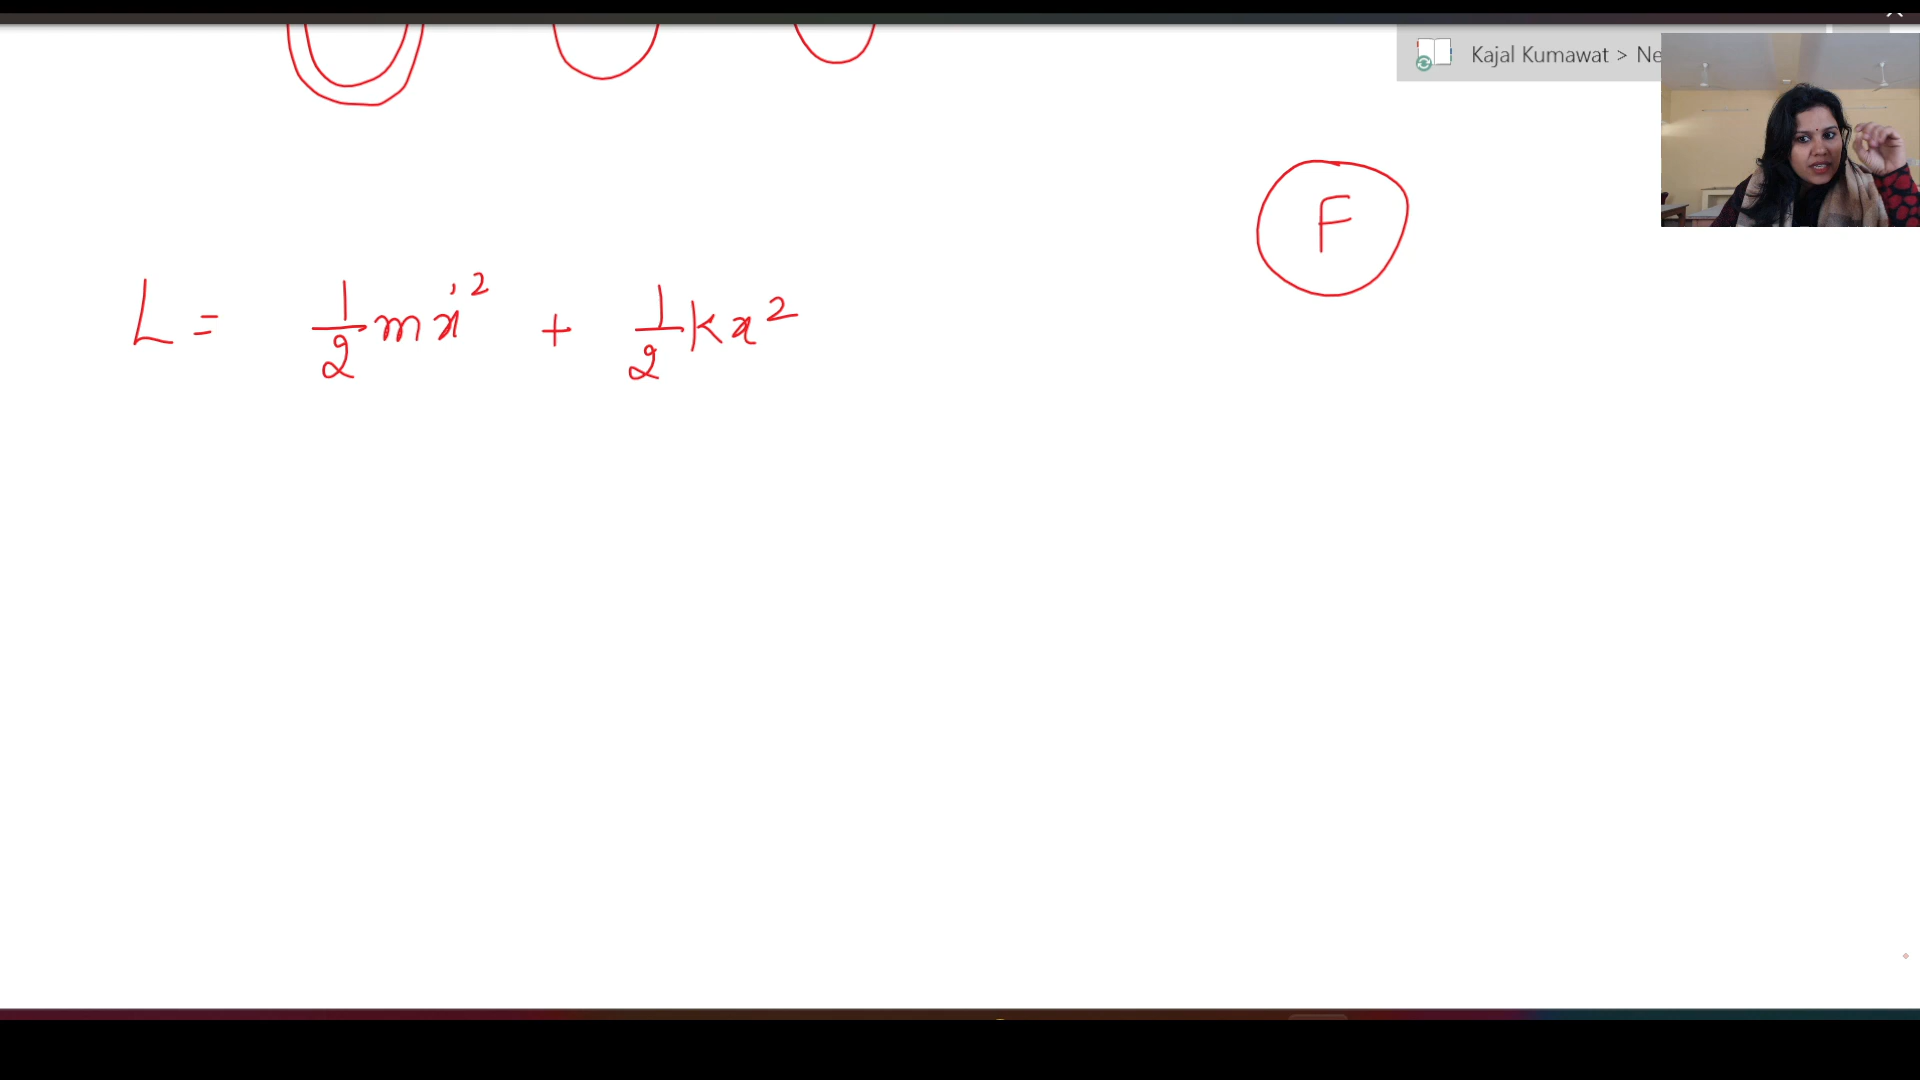 Kajal Kumawat > Ne
F
L = 1/2 mẋ² + 1/2 kx²